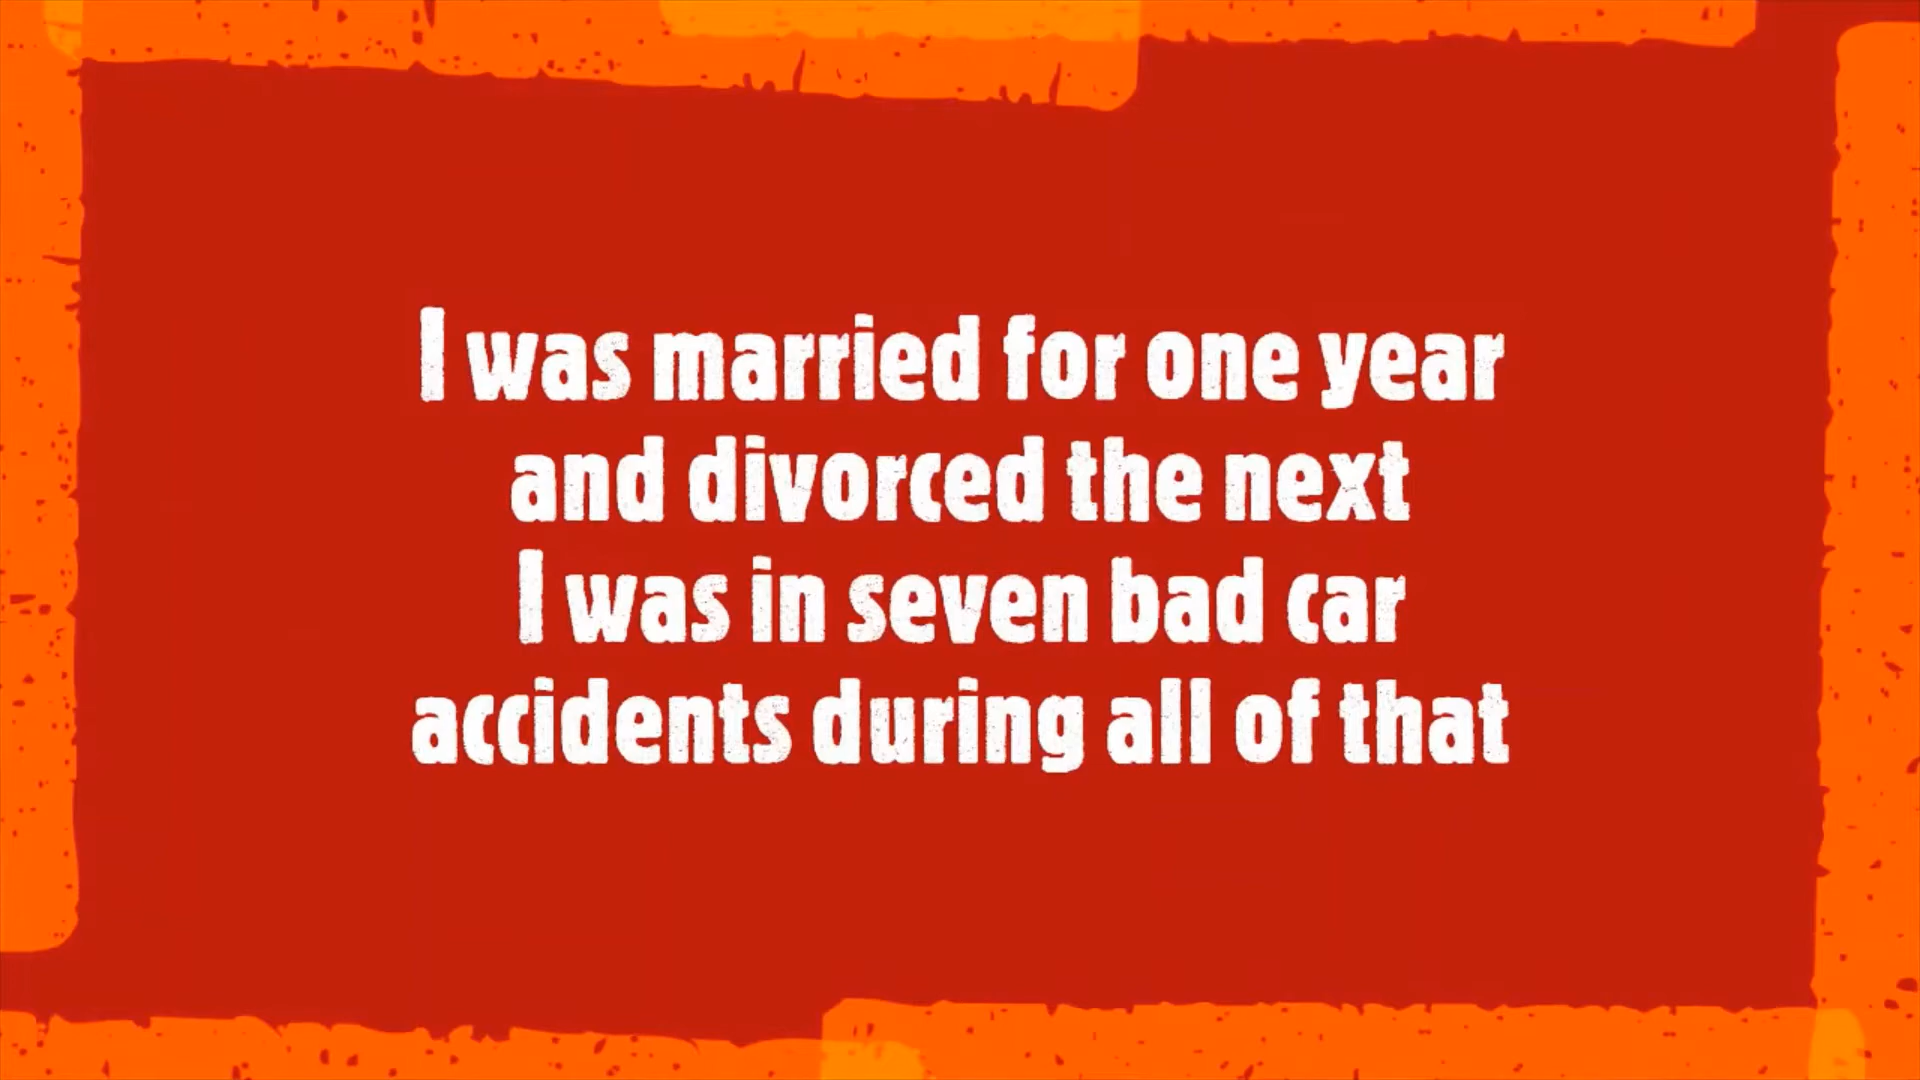 I was married for one year
and divorced the next
I was in seven bad car
accidents during all of that